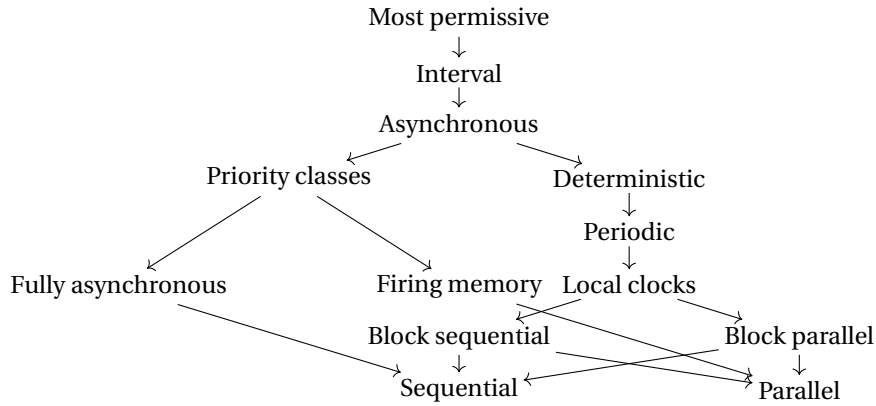 Most permissive
Interval
Asynchronous
Priority classes
Deterministic
Periodic
Fully asynchronous
Firing memory
Local clocks
Block sequential
Block parallel
Sequential
Parallel